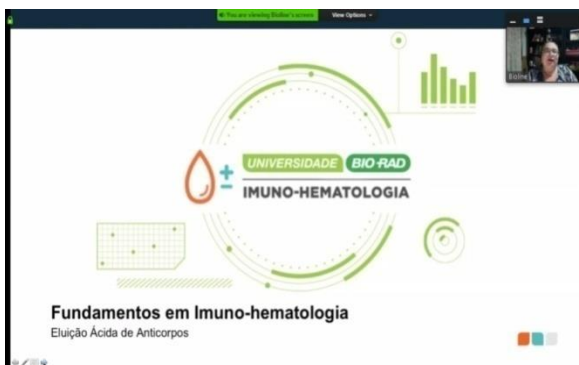 You are viewing Eloíne's screen View Options
UNIVERSIDADE BIO-RAD
IMUNO-HEMATOLOGIA
Fundamentos em Imuno-hematologia
Eluição Ácida de Anticorpos